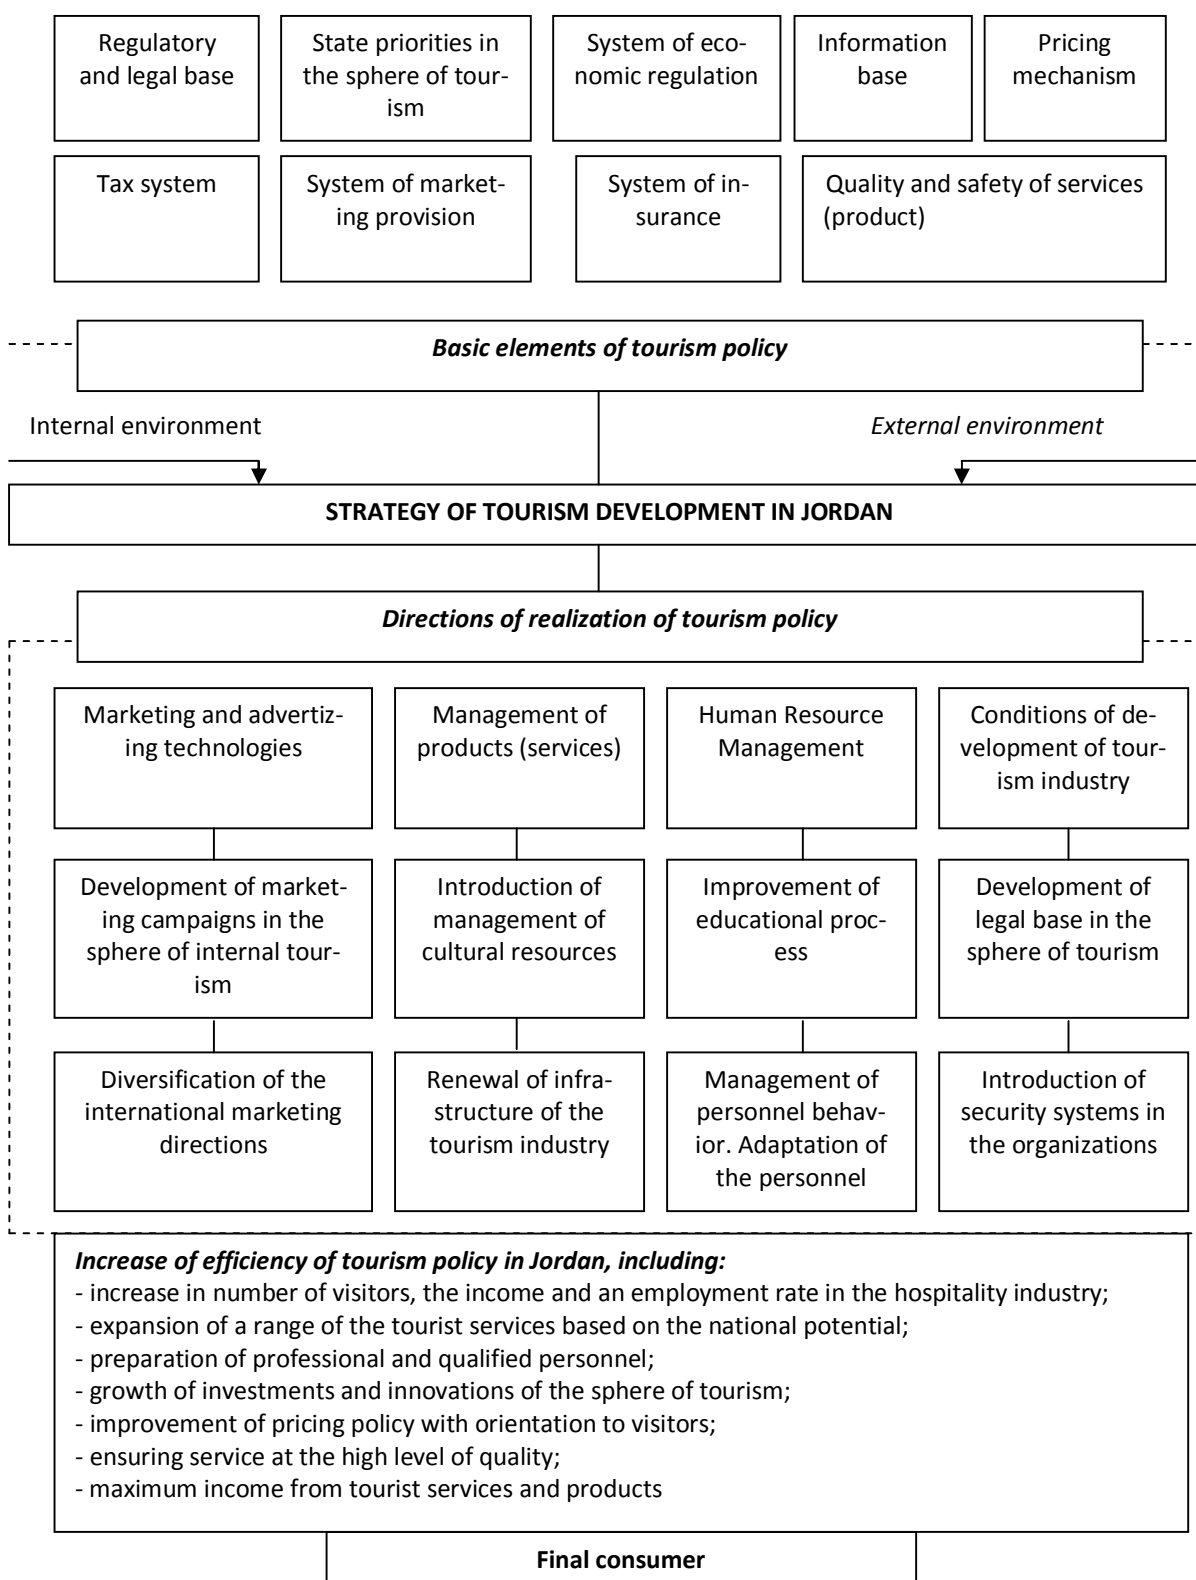 Regulatory
and legal base
State priorities in
the sphere of tour-
ism
System of eco-
nomic regulation
Information
base
Pricing
mechanism
Tax system
System of market-
ing provision
System of in-
surance
Quality and safety of services
(product)
Basic elements of tourism policy
Internal environment
External environment
STRATEGY OF TOURISM DEVELOPMENT IN JORDAN
Directions of realization of tourism policy
Marketing and advertiz-
ing technologies
Management of
products (services)
Human Resource
Management
Conditions of de-
velopment of tour-
ism industry
Development of market-
ing campaigns in the
sphere of internal tour-
ism
Introduction of
management of
cultural resources
Improvement of
educational proc-
ess
Development of
legal base in the
sphere of tourism
Diversification of the
international marketing
directions
Renewal of infra-
structure of the
tourism industry
Management of
personnel behav-
ior. Adaptation of
the personnel
Introduction of
security systems in
the organizations
Increase of efficiency of tourism policy in Jordan, including:
- increase in number of visitors, the income and an employment rate in the hospitality industry;
- expansion of a range of the tourist services based on the national potential;
- preparation of professional and qualified personnel;
- growth of investments and innovations of the sphere of tourism;
- improvement of pricing policy with orientation to visitors;
- ensuring service at the high level of quality;
- maximum income from tourist services and products
Final consumer